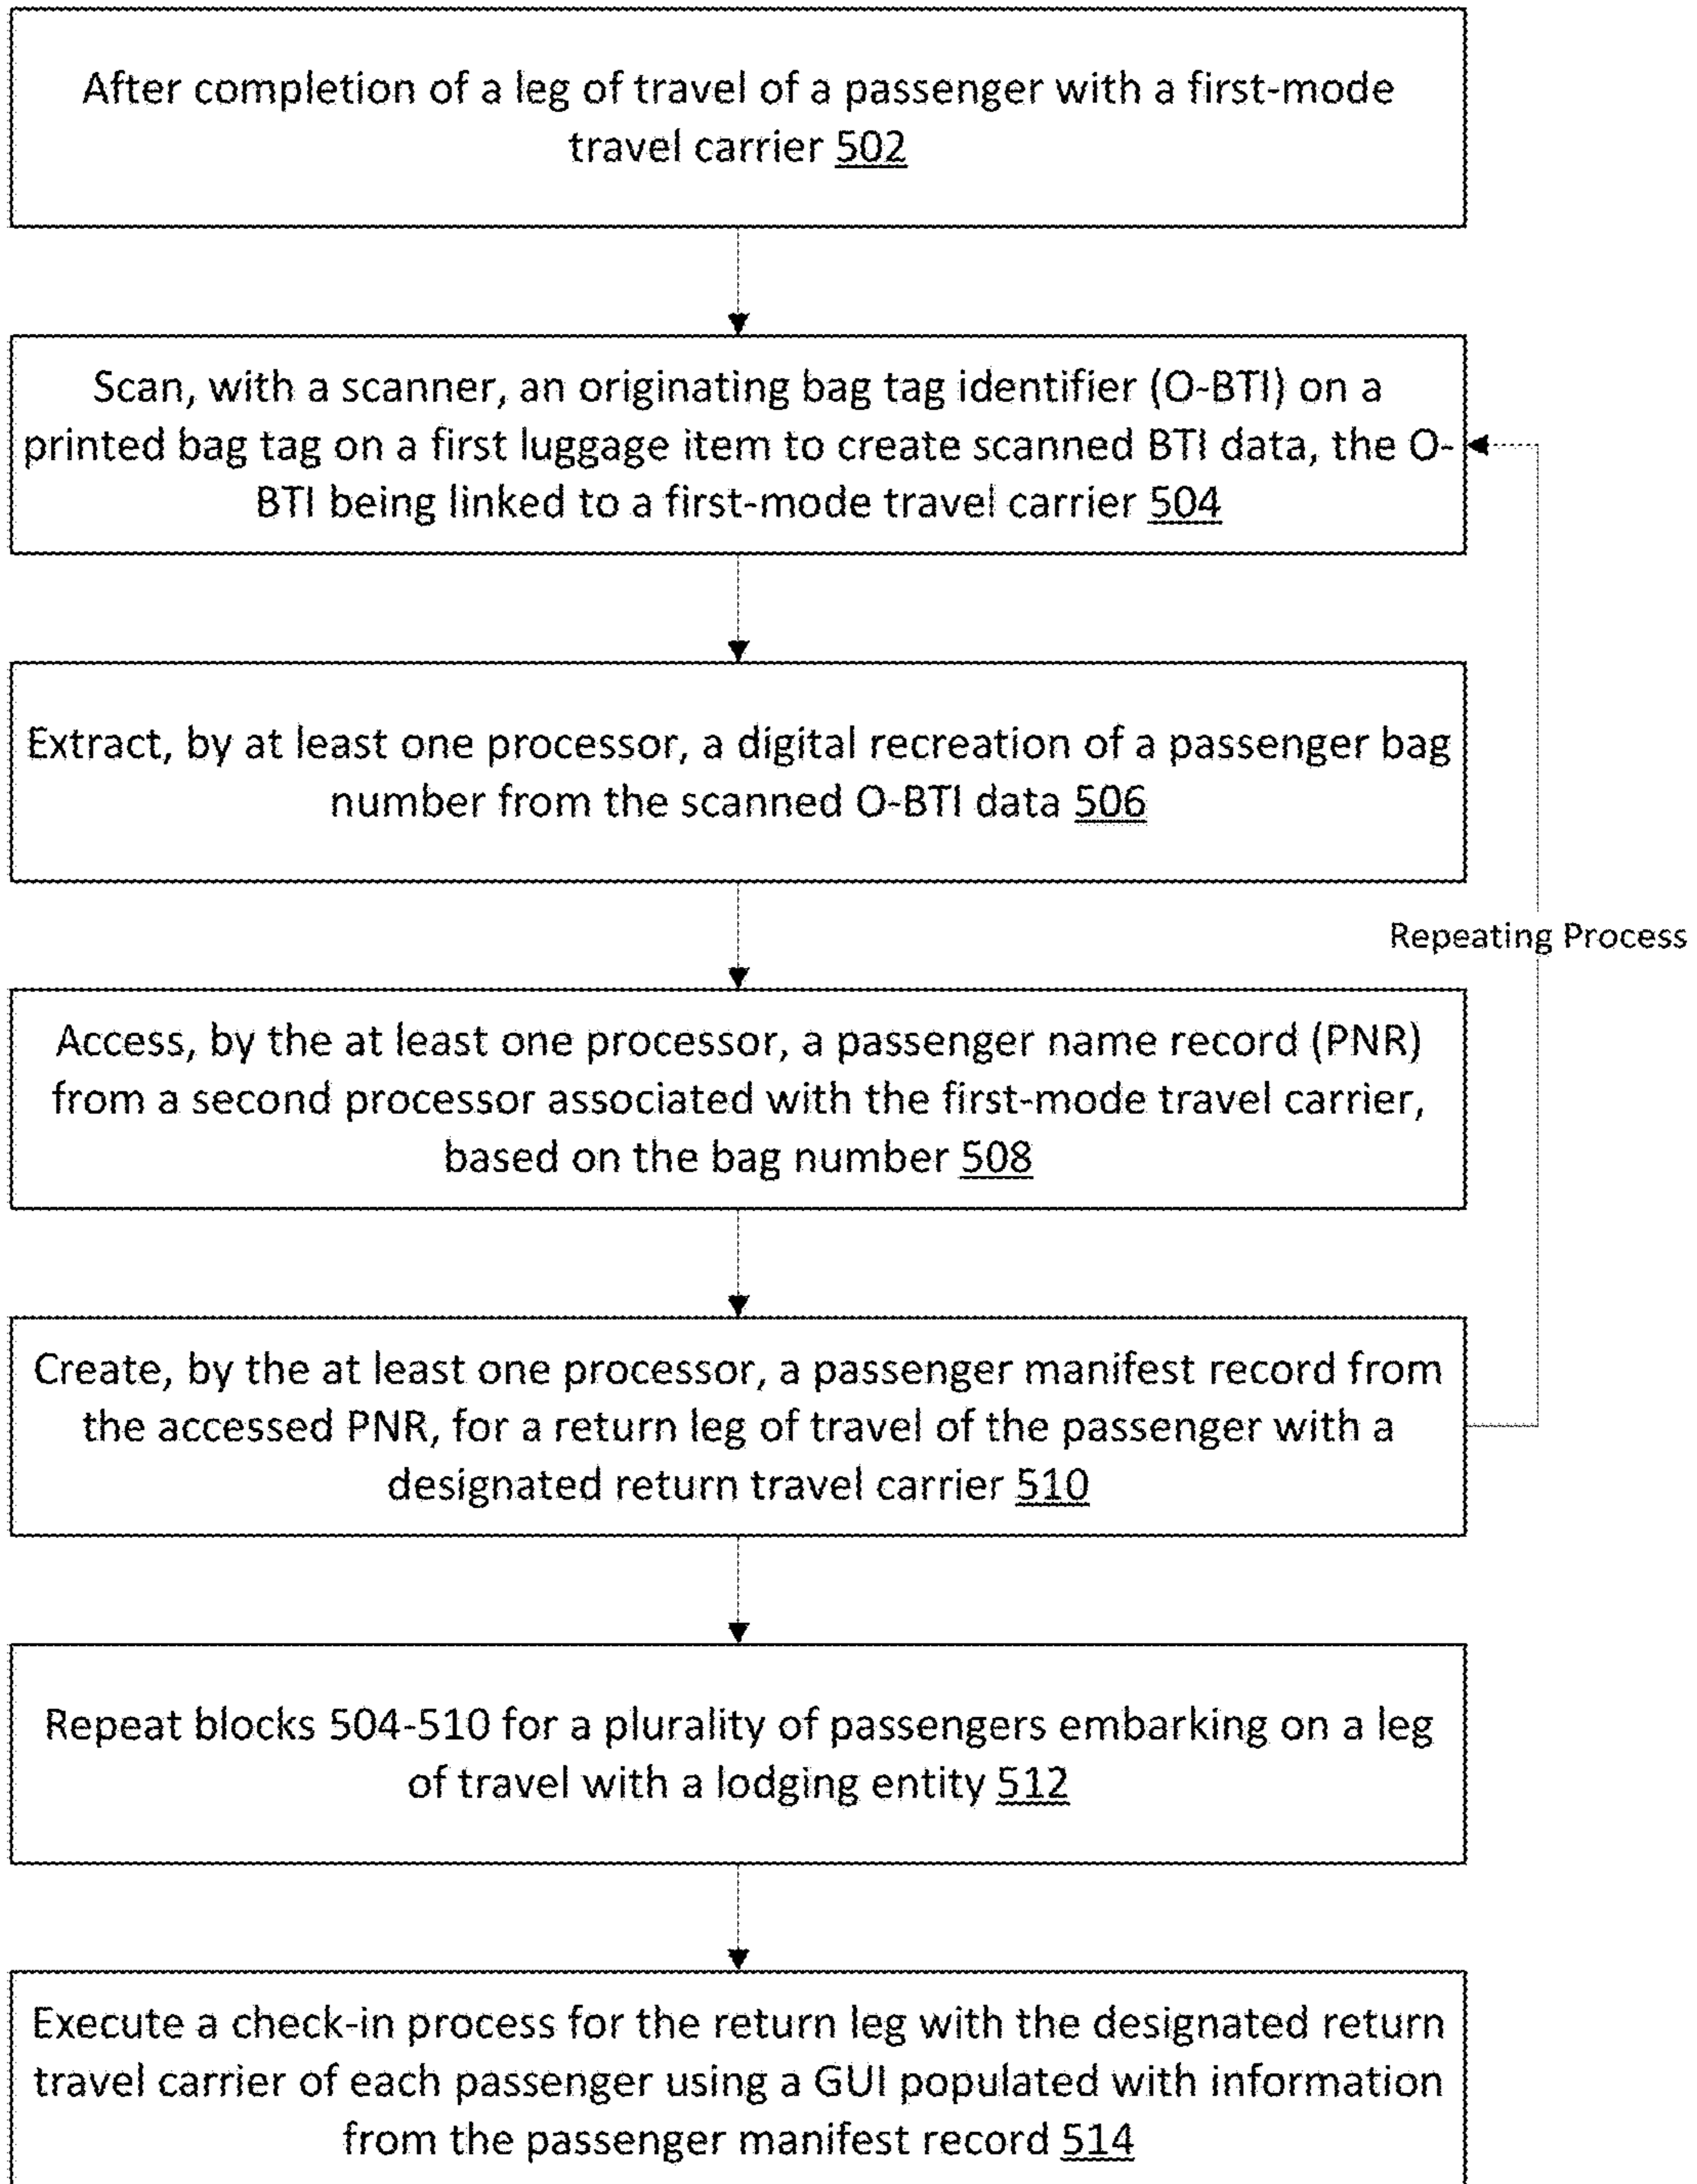 After completion of a leg of travel of a passenger with a first-mode
travel carrier 502
Scan, with a scanner, an originating bag tag identifier (O-BTI) on a
printed bag tag on a first luggage item to create scanned BTI data, the O-
BTI being linked to a first-mode travel carrier 504
Extract, by at least one processor, a digital recreation of a passenger bag
number from the scanned O-BTI data 506
Repeating Process
Access, by the at least one processor, a passenger name record (PNR)
from a second processor associated with the first-mode travel carrier,
based on the bag number 508
Create, by the at least one processor, a passenger manifest record from
the accessed PNR, for a return leg of travel of the passenger with a
designated return travel carrier 510
Repeat blocks 504-510 for a plurality of passengers embarking on a leg
of travel with a lodging entity 512
Execute a check-in process for the return leg with the designated return
travel carrier of each passenger using a GUI populated with information
from the passenger manifest record 514